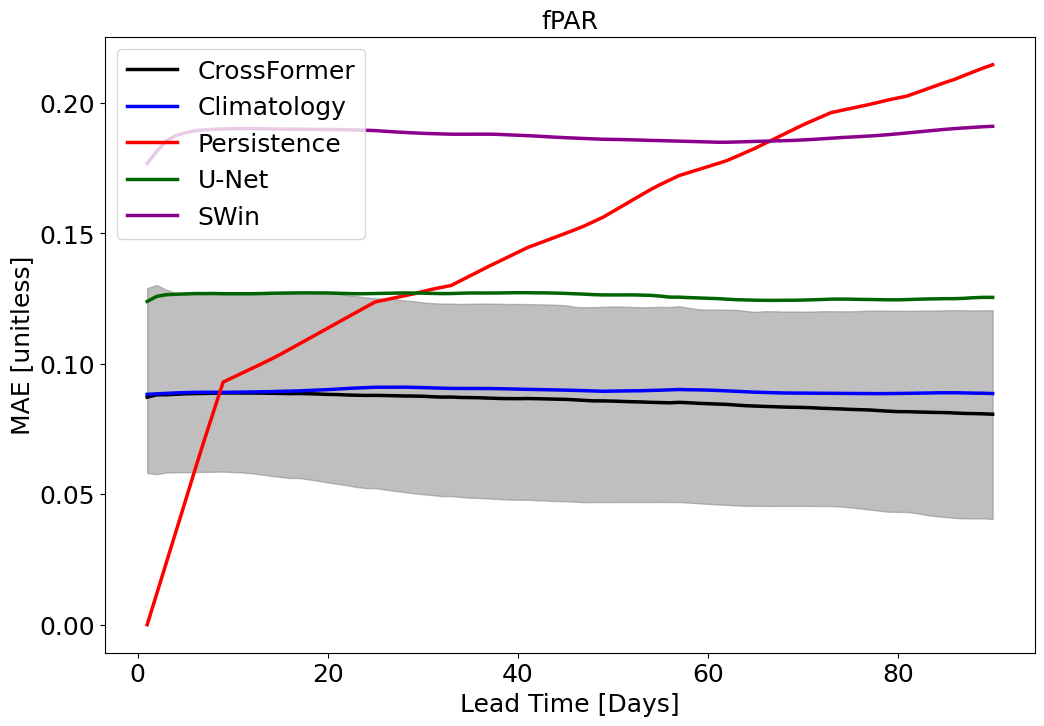 fPAR
CrossFormer
Climatology
Persistence
U-Net
SWin
MAE [unitless]
0.20
0.15
0.10
0.05
0.00
0 20 40 60 80
Lead Time [Days]